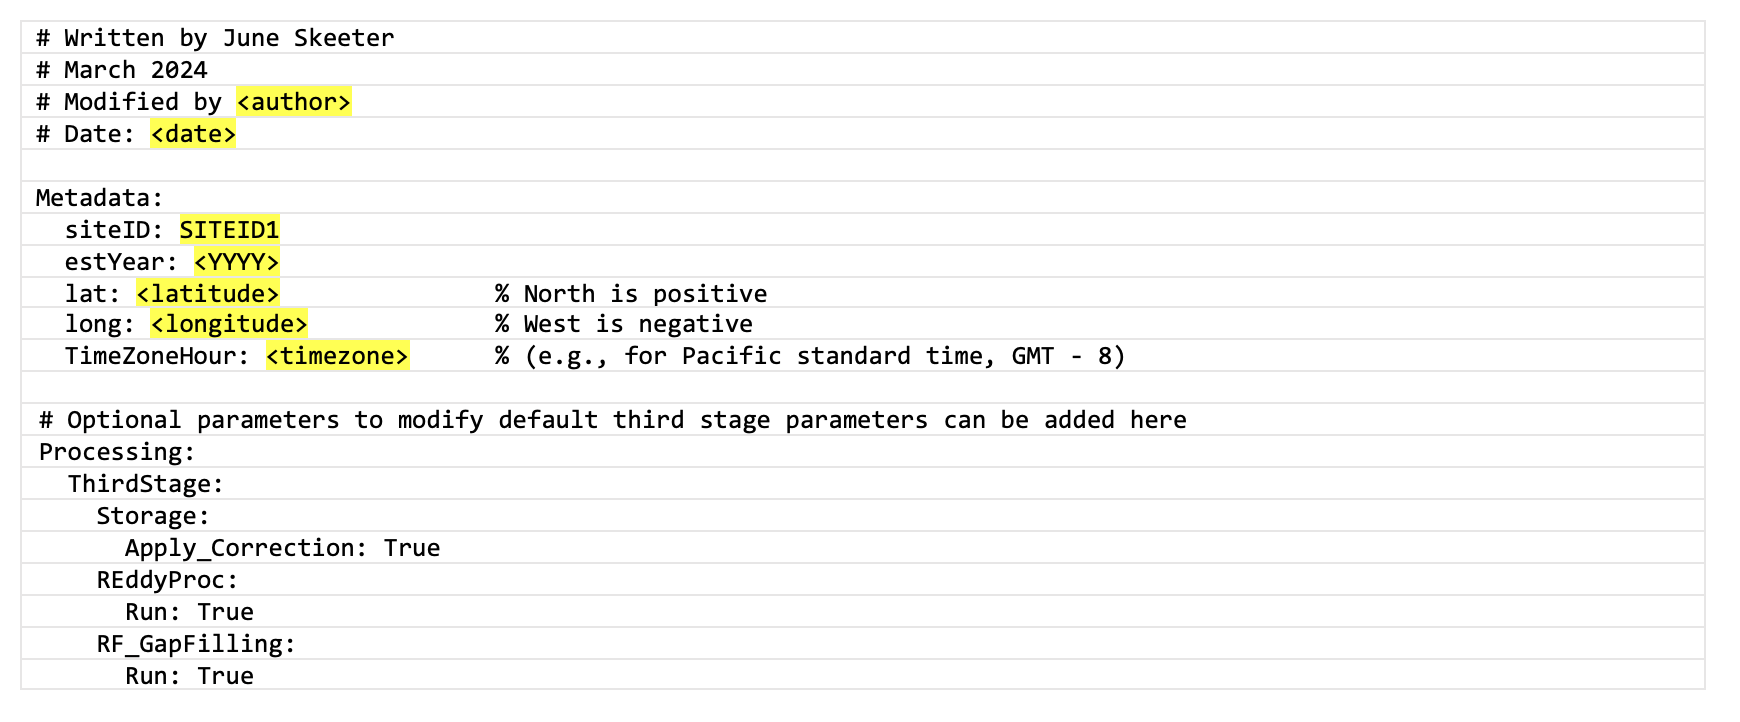 # Written by June Skeeter
# March 2024
# Modified by <author>
# Date: <date>
Metadata:
  siteID: SITEID1
  estYear: <YYYY>
  lat: <latitude>               % North is positive
  long: <longitude>             % West is negative
  TimeZoneHour: <timezone>      % (e.g., for Pacific standard time, GMT - 8)
# Optional parameters to modify default third stage parameters can be added here
Processing:
  ThirdStage:
    Storage:
      Apply_Correction: True
    REddyProc:
      Run: True
    RF_GapFilling:
      Run: True